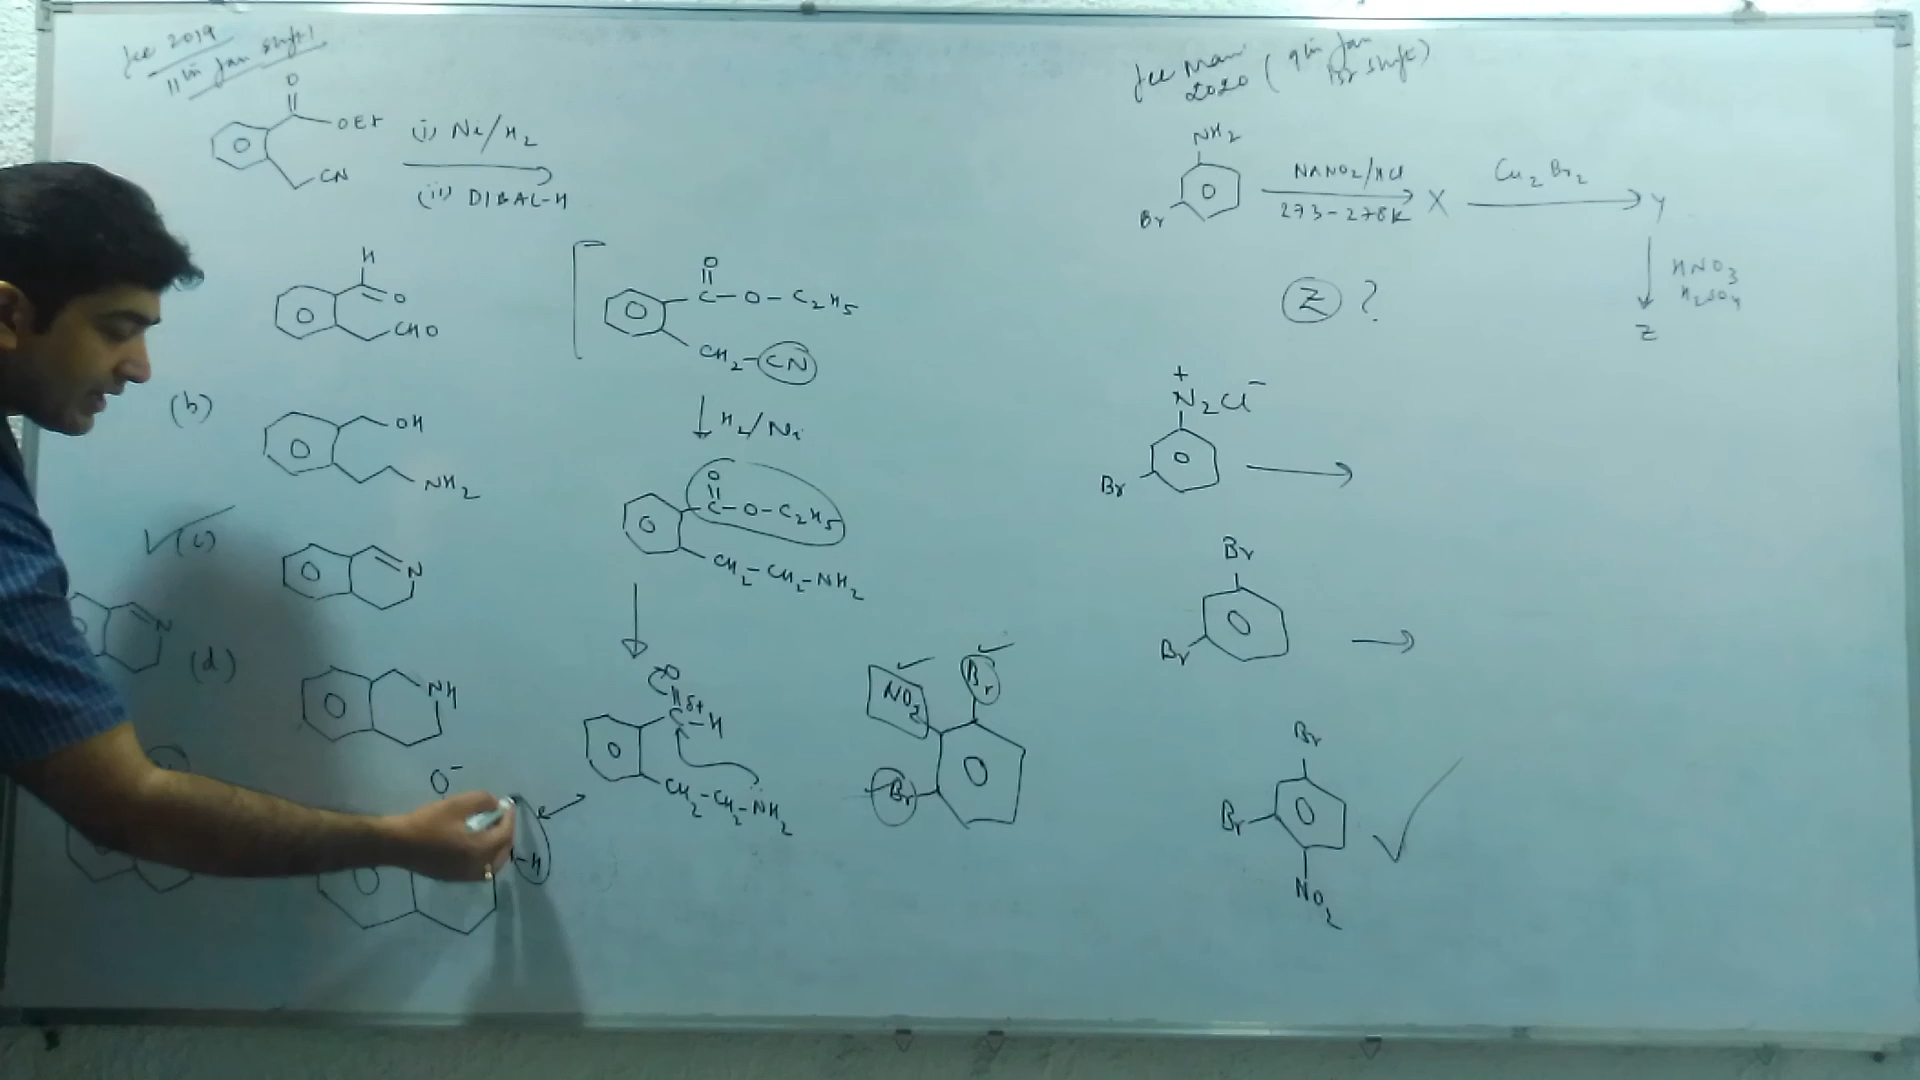 Jee 2019
11th Jan shift 1
O
OEt
CN
(i) Ni/H2
(ii) DIBAL-H
H
O
CHO
(b)
OH
NH2
(c)
N
N
(d)
NH
O-
-H
O
C-O-C2H5
CH2-CN
H2/Ni
O
C-O-C2H5
CH2-CH2-NH2
O
δ+
C-H
CH2-CH2-NH2
NO2
Br
Br
Jee Main
2020 (9th Jan
Ist shift)
NH2
Br
NaNO2/HCl
273-278K
X
Cu2Br2
Y
HNO3
H2SO4
Z
Z ?
+
N2Cl-
Br
Br
Br
Br
Br
NO2